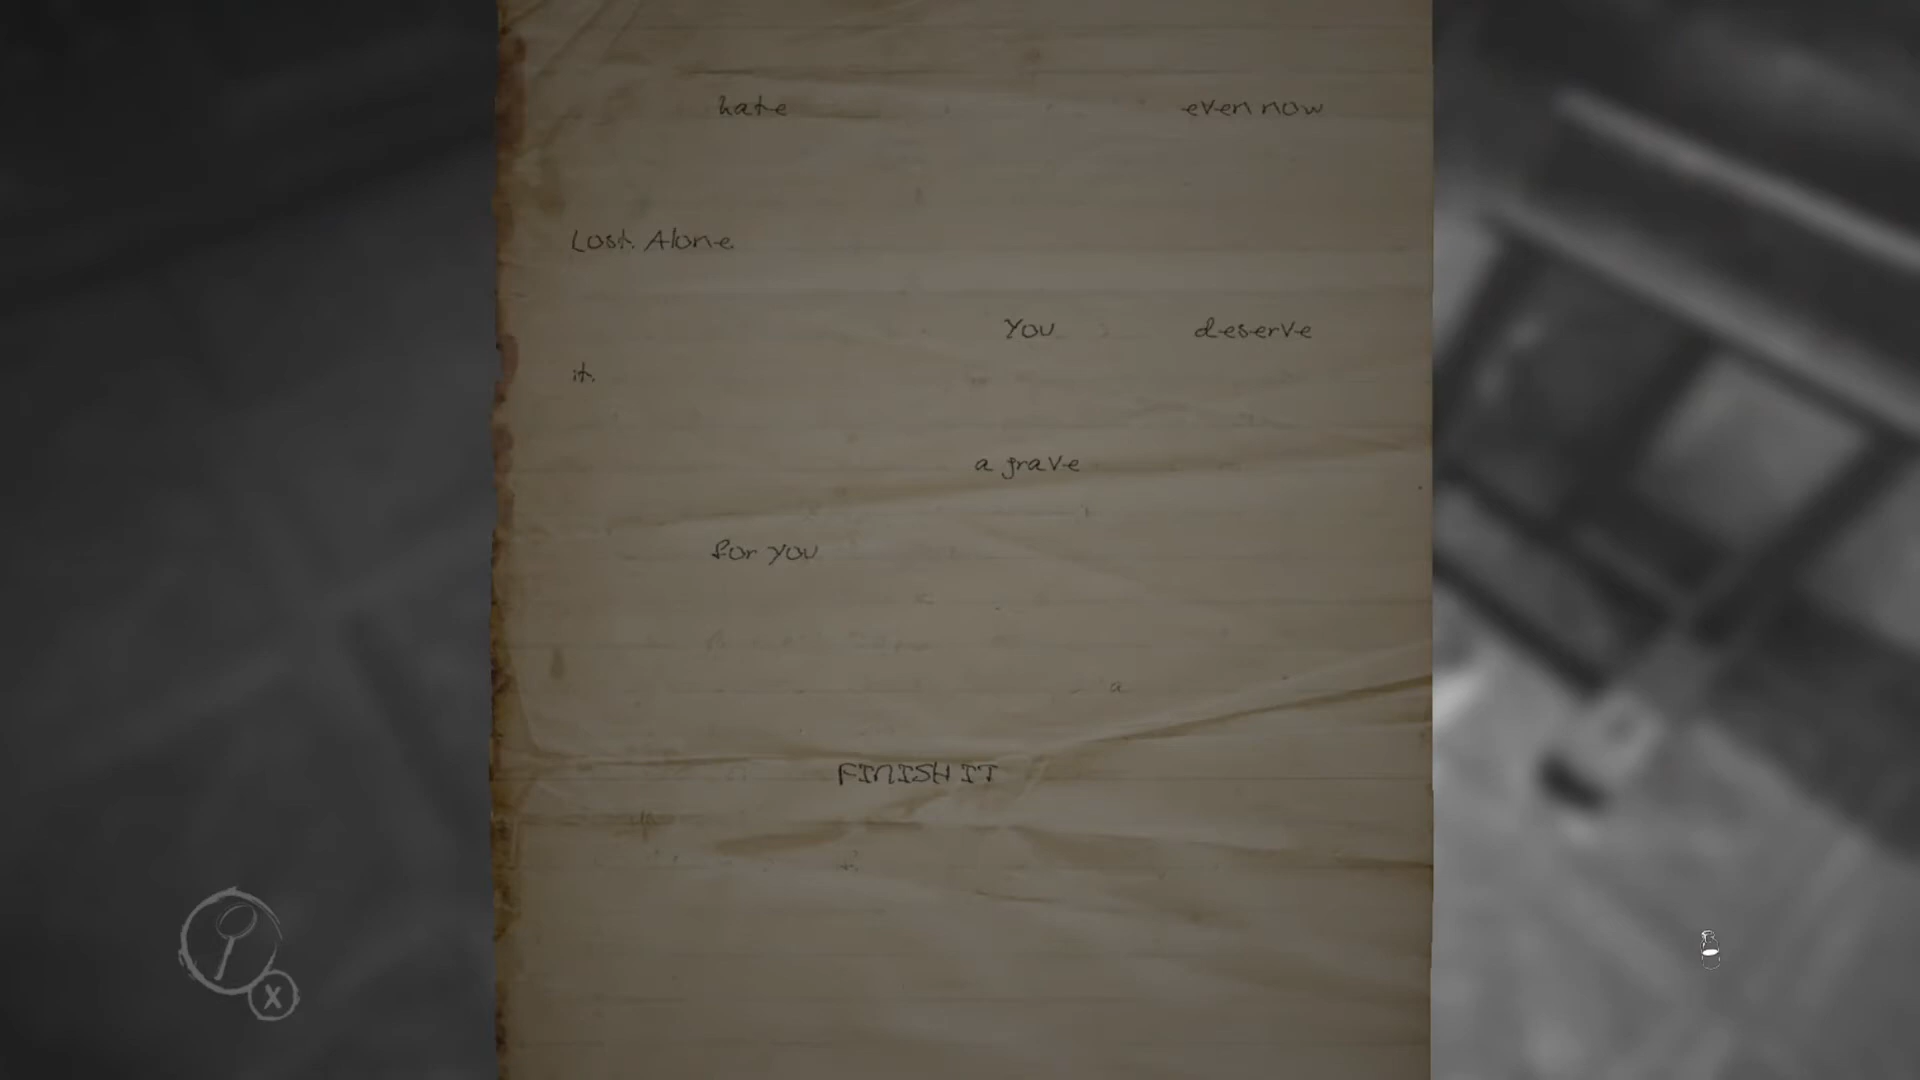 hate even now
Lost. Alone.
You deserve
it.
a grave
for you
a
FINISH IT
X